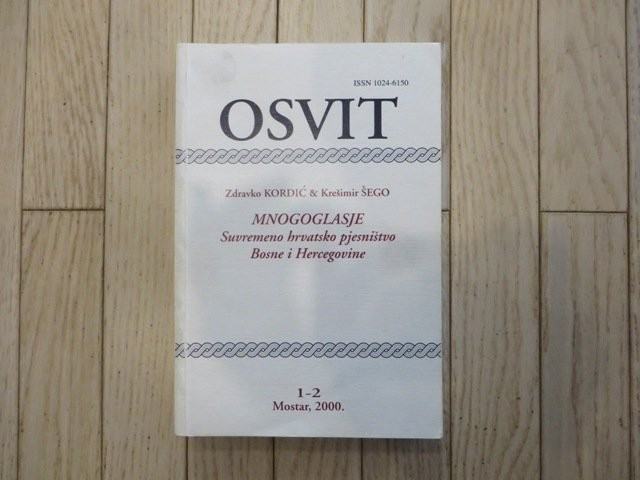 ISSN 1024-6150
OSVIT
Zdravko KORDIĆ & Krešimir ŠEGO
MNOGOGLASJE
Suvremeno hrvatsko pjesništvo
Bosne i Hercegovine
1-2
Mostar, 2000.